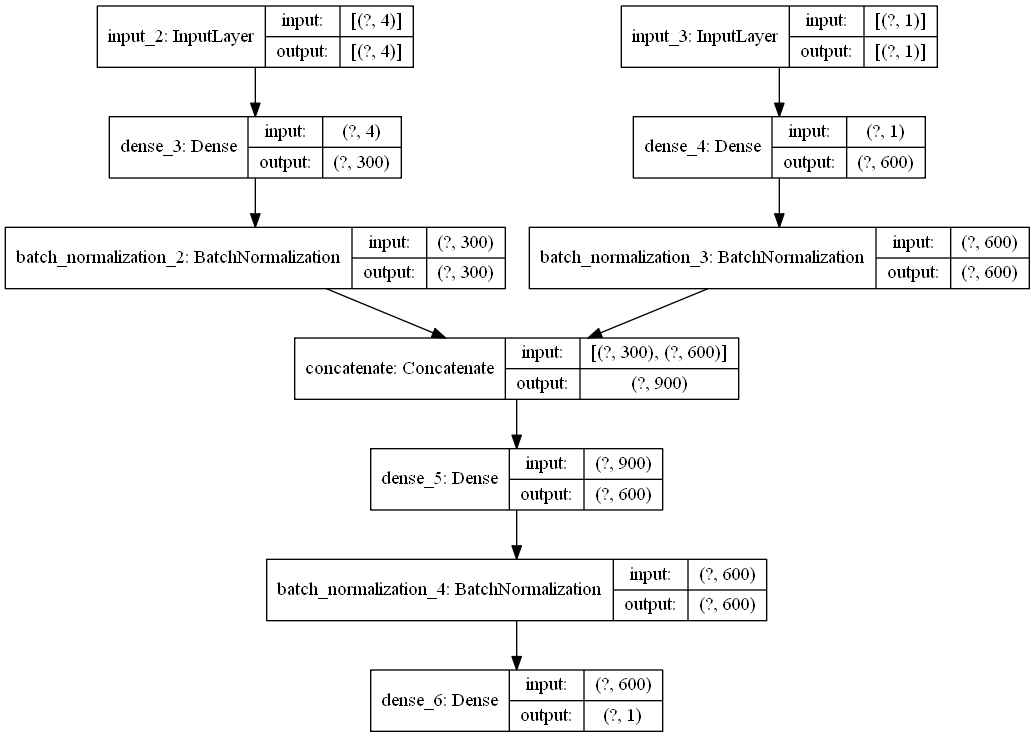 input_2: InputLayer
input: [(?, 4)]
output: [(?, 4)]
input_3: InputLayer
input: [(?, 1)]
output: [(?, 1)]
dense_3: Dense
input: (?, 4)
output: (?, 300)
dense_4: Dense
input: (?, 1)
output: (?, 600)
batch_normalization_2: BatchNormalization
input: (?, 300)
output: (?, 300)
batch_normalization_3: BatchNormalization
input: (?, 600)
output: (?, 600)
concatenate: Concatenate
input: [(?, 300), (?, 600)]
output: (?, 900)
dense_5: Dense
input: (?, 900)
output: (?, 600)
batch_normalization_4: BatchNormalization
input: (?, 600)
output: (?, 600)
dense_6: Dense
input: (?, 600)
output: (?, 1)